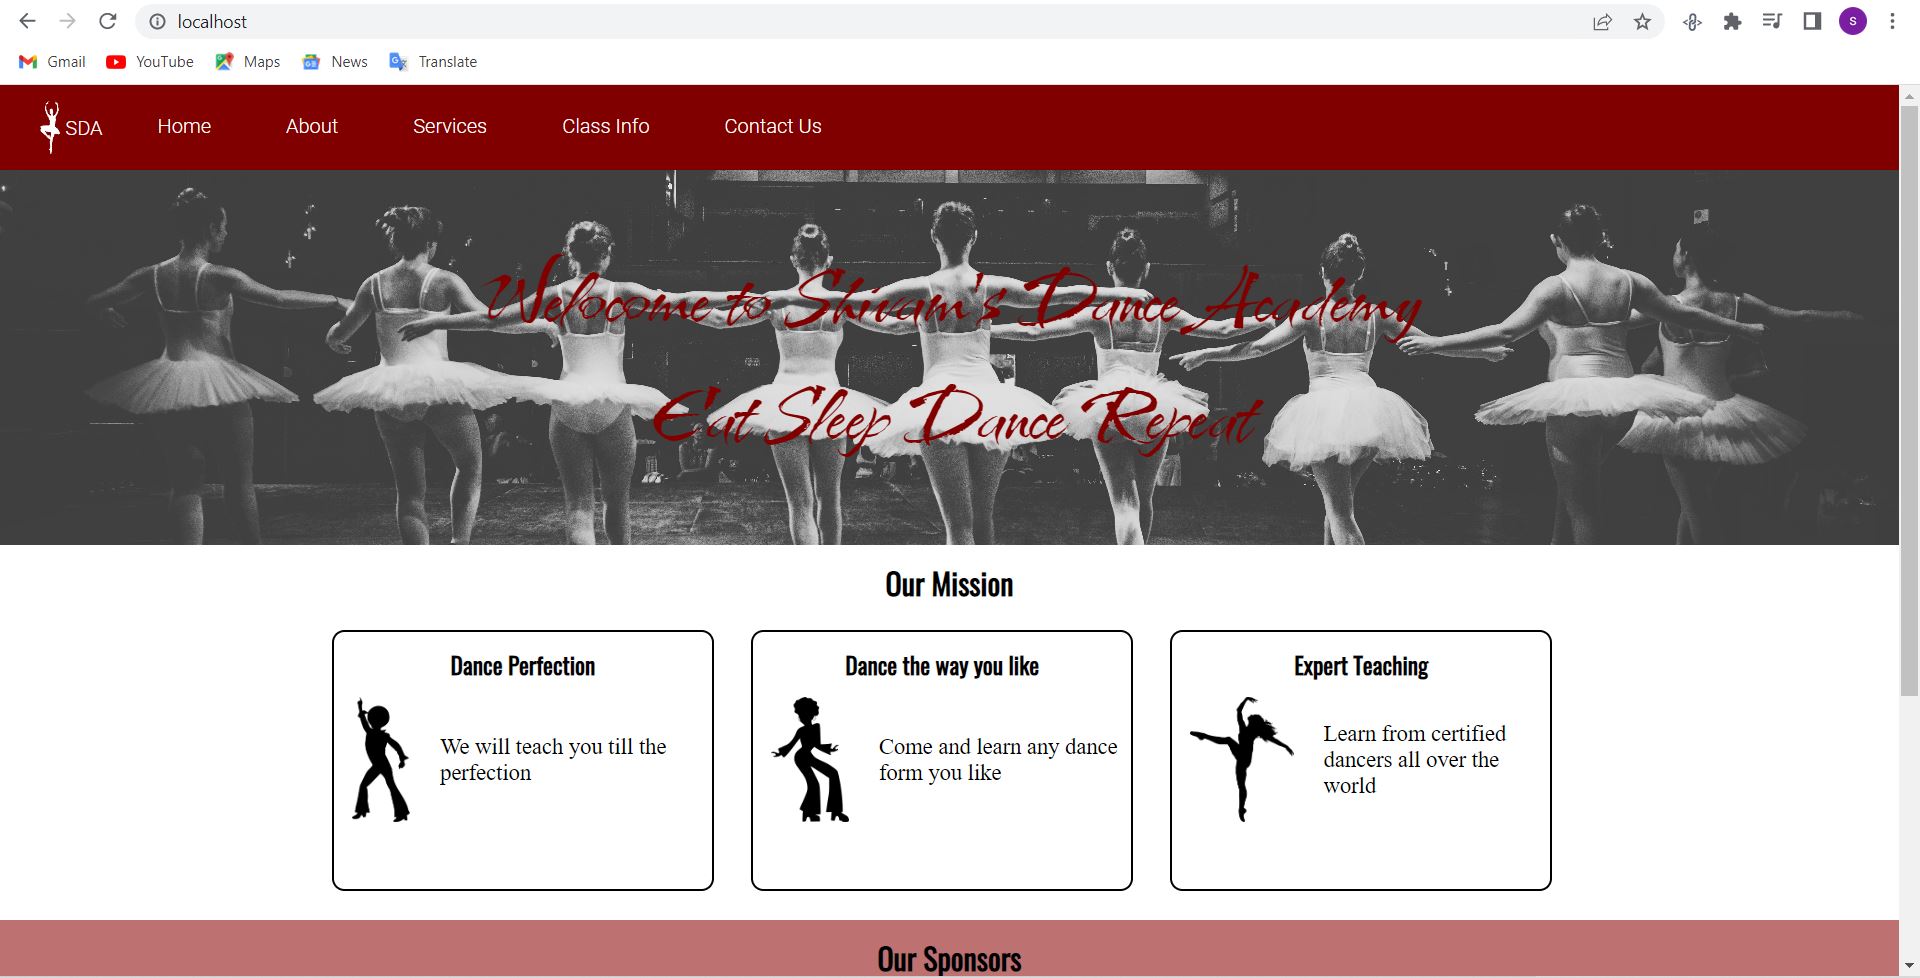 localhost
S
Gmail
YouTube
Maps
News
Translate
SDA
Home
About
Services
Class Info
Contact Us
Welocome to Shivam's Dance Academy
Eat Sleep Dance Repeat
Our Mission
Dance Perfection
We will teach you till the
perfection
Dance the way you like
Come and learn any dance
form you like
Expert Teaching
Learn from certified
dancers all over the
world
Our Sponsors